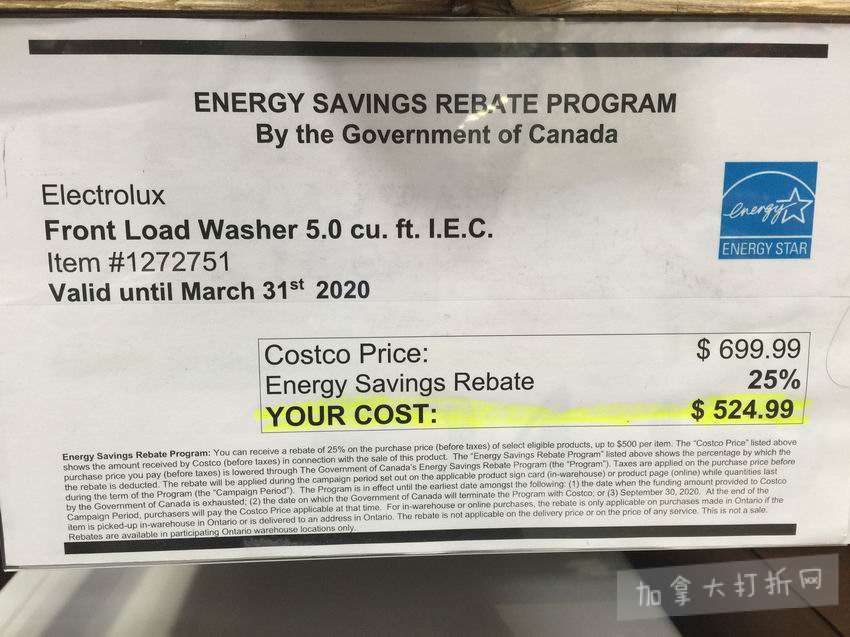 ENERGY SAVINGS REBATE PROGRAM
By the Government of Canada
Electrolux
Front Load Washer 5.0 cu. ft. I.E.C.
Item #1272751
Valid until March 31st 2020
energy
ENERGY STAR
Costco Price: $ 699.99
Energy Savings Rebate 25%
YOUR COST: $ 524.99
Energy Savings Rebate Program: You can receive a rebate of 25% on the purchase price (before taxes) of select eligible products, up to $500 per item. The "Costco Price" listed above
shows the amount received by Costco (before taxes) in connection with the sale of this product. The "Energy Savings Rebate Program" listed above shows the percentage by which the
purchase price you pay (before taxes) is lowered through The Government of Canada's Energy Savings Rebate Program (the "Program"). Taxes are applied on the purchase price before
the rebate is deducted. The rebate will be applied during the campaign period set out on the applicable product sign card (in-warehouse) or product page (online) while quantities last
during the term of the Program (the "Campaign Period"). The Program is in effect until the earliest date amongst the following: (1) the date when the funding amount provided to Costco
by the Government of Canada is exhausted; (2) the date on which the Government of Canada will terminate the Program with Costco; or (3) September 30, 2020. At the end of the
Campaign Period, purchasers will pay the Costco Price applicable at that time. For in-warehouse or online purchases, the rebate is only applicable on purchases made in Ontario if the
item is picked-up in-warehouse in Ontario or is delivered to an address in Ontario. The rebate is not applicable on the delivery price or on the price of any service. This is not a sale.
Rebates are available in participating Ontario warehouse locations only.
加拿大打折网